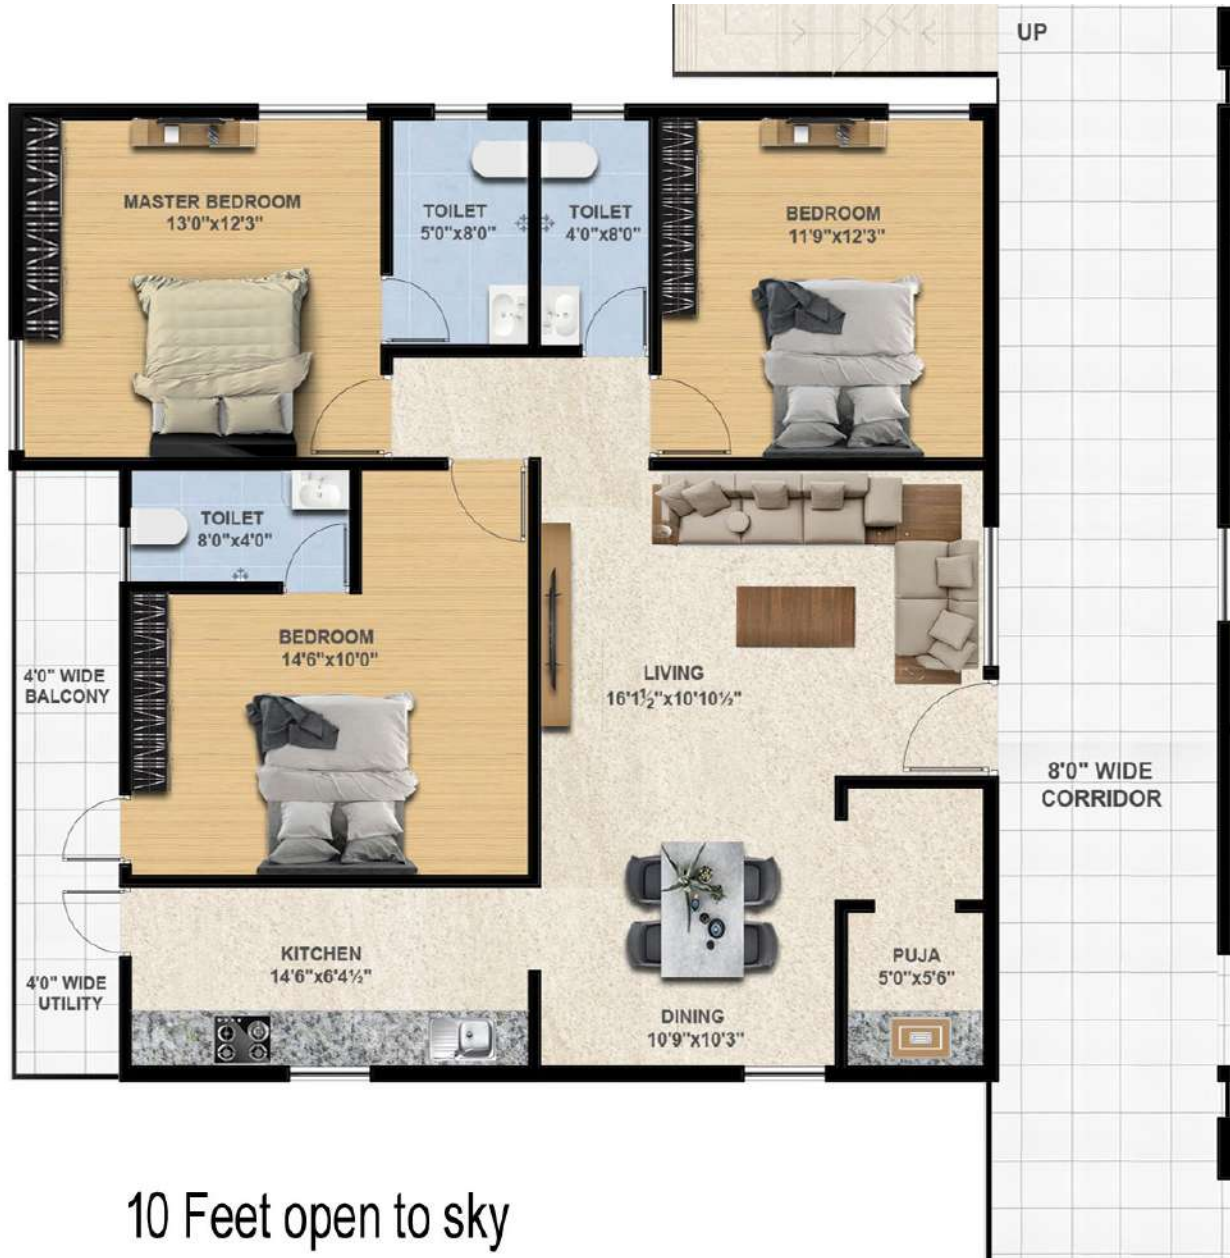 UP
MASTER BEDROOM
13'0"x12'3"
TOILET
5'0"x8'0"
TOILET
4'0"x8'0"
BEDROOM
11'9"x12'3"
TOILET
8'0"x4'0"
BEDROOM
14'6"x10'0"
4'0" WIDE
BALCONY
LIVING
16'1½"x10'10½"
8'0" WIDE
CORRIDOR
KITCHEN
14'6"x6'4½"
4'0" WIDE
UTILITY
PUJA
5'0"x5'6"
DINING
10'9"x10'3"
10 Feet open to sky